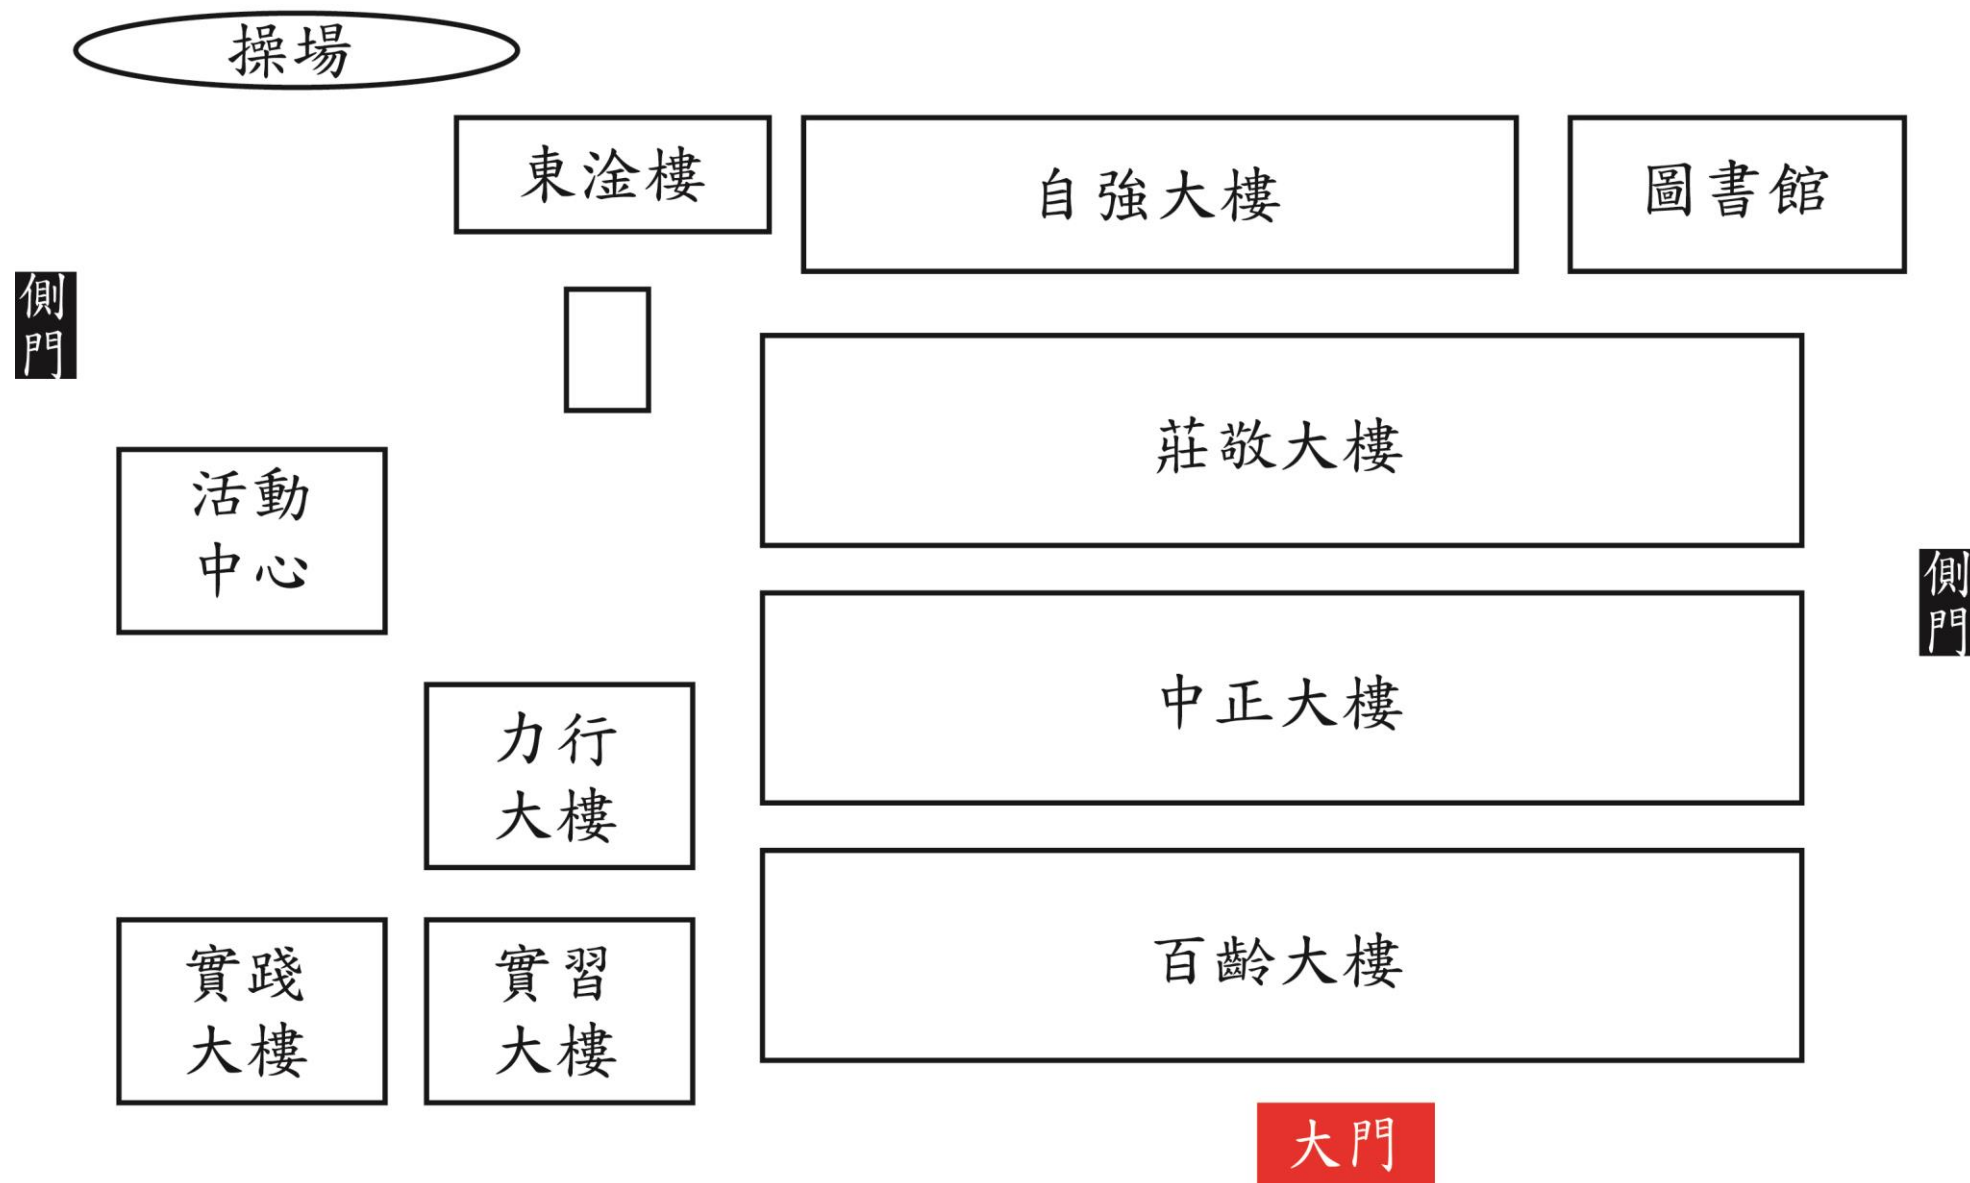 操場
東淦樓
自強大樓
圖書館
側門
莊敬大樓
活動
中心
側門
中正大樓
力行
大樓
百齡大樓
實踐
大樓
實習
大樓
大門